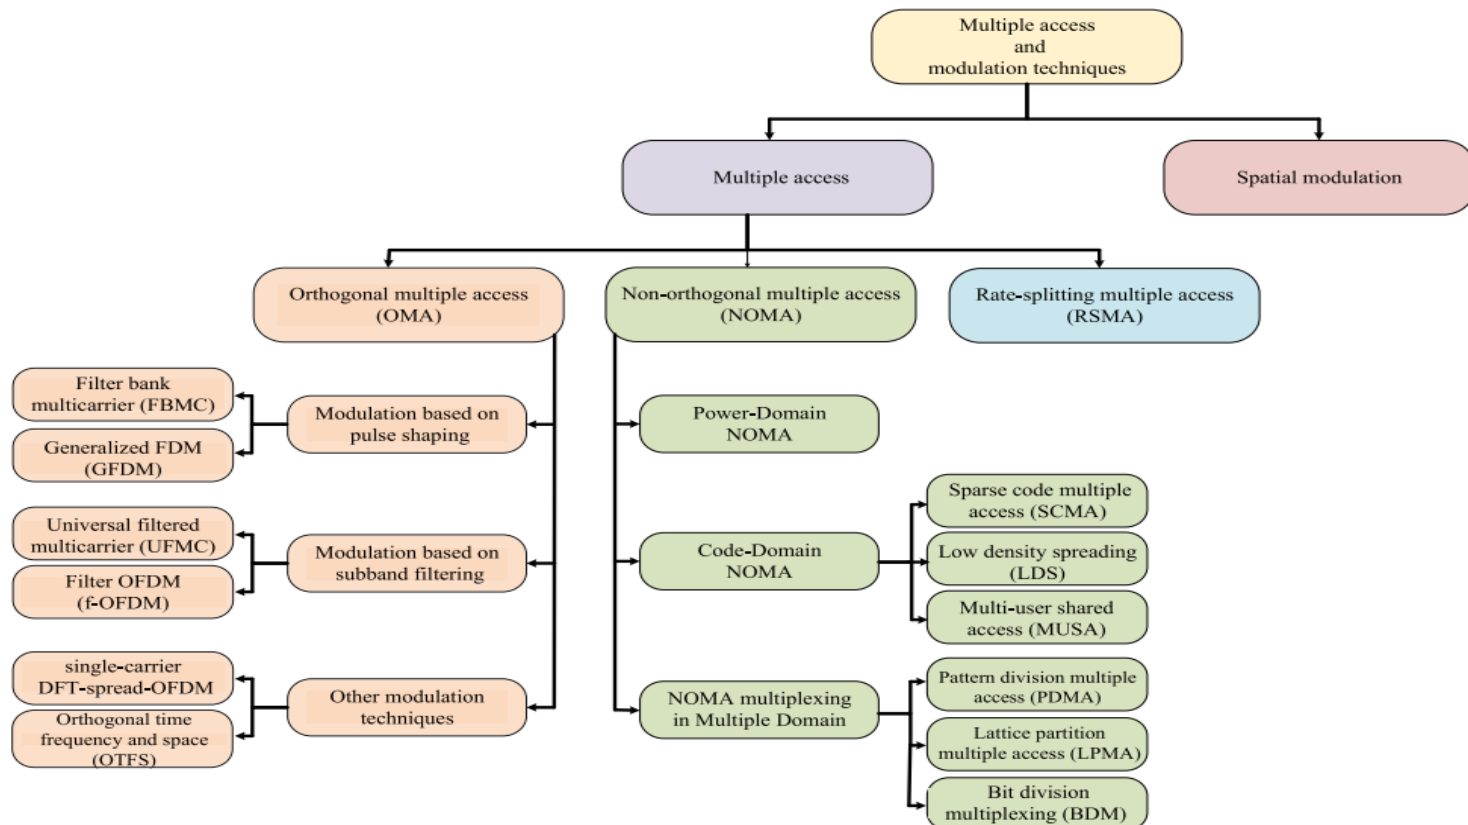 Multiple access
and
modulation techniques
Multiple access
Spatial modulation
Orthogonal multiple access
(OMA)
Non-orthogonal multiple access
(NOMA)
Rate-splitting multiple access
(RSMA)
Filter bank
multicarrier (FBMC)
Generalized FDM
(GFDM)
Modulation based on
pulse shaping
Universal filtered
multicarrier (UFMC)
Filter OFDM
(f-OFDM)
Modulation based on
subband filtering
single-carrier
DFT-spread-OFDM
Orthogonal time
frequency and space
(OTFS)
Other modulation
techniques
Power-Domain
NOMA
Code-Domain
NOMA
Sparse code multiple
access (SCMA)
Low density spreading
(LDS)
Multi-user shared
access (MUSA)
NOMA multiplexing
in Multiple Domain
Pattern division multiple
access (PDMA)
Lattice partition
multiple access (LPMA)
Bit division
multiplexing (BDM)